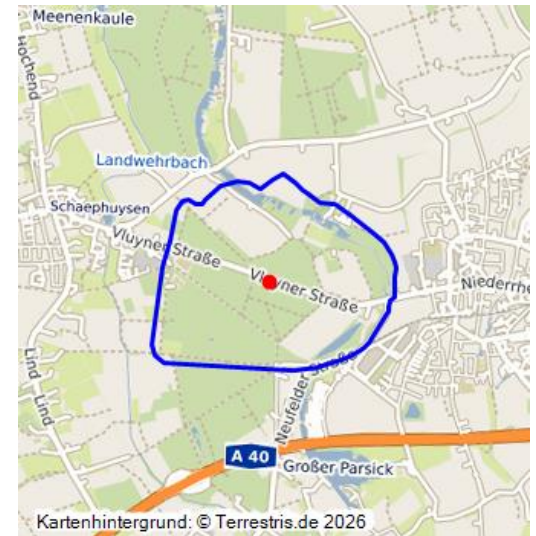 Meenenkaule
Hochend
Landwehrbach
Schaephuysen
Vluyner Straße
Vluyner Straße
Niederrhe
Lind
Lind
Neufelder Straße
A 40
Großer Parsick
Kartenhintergrund: © Terrestris.de 2026